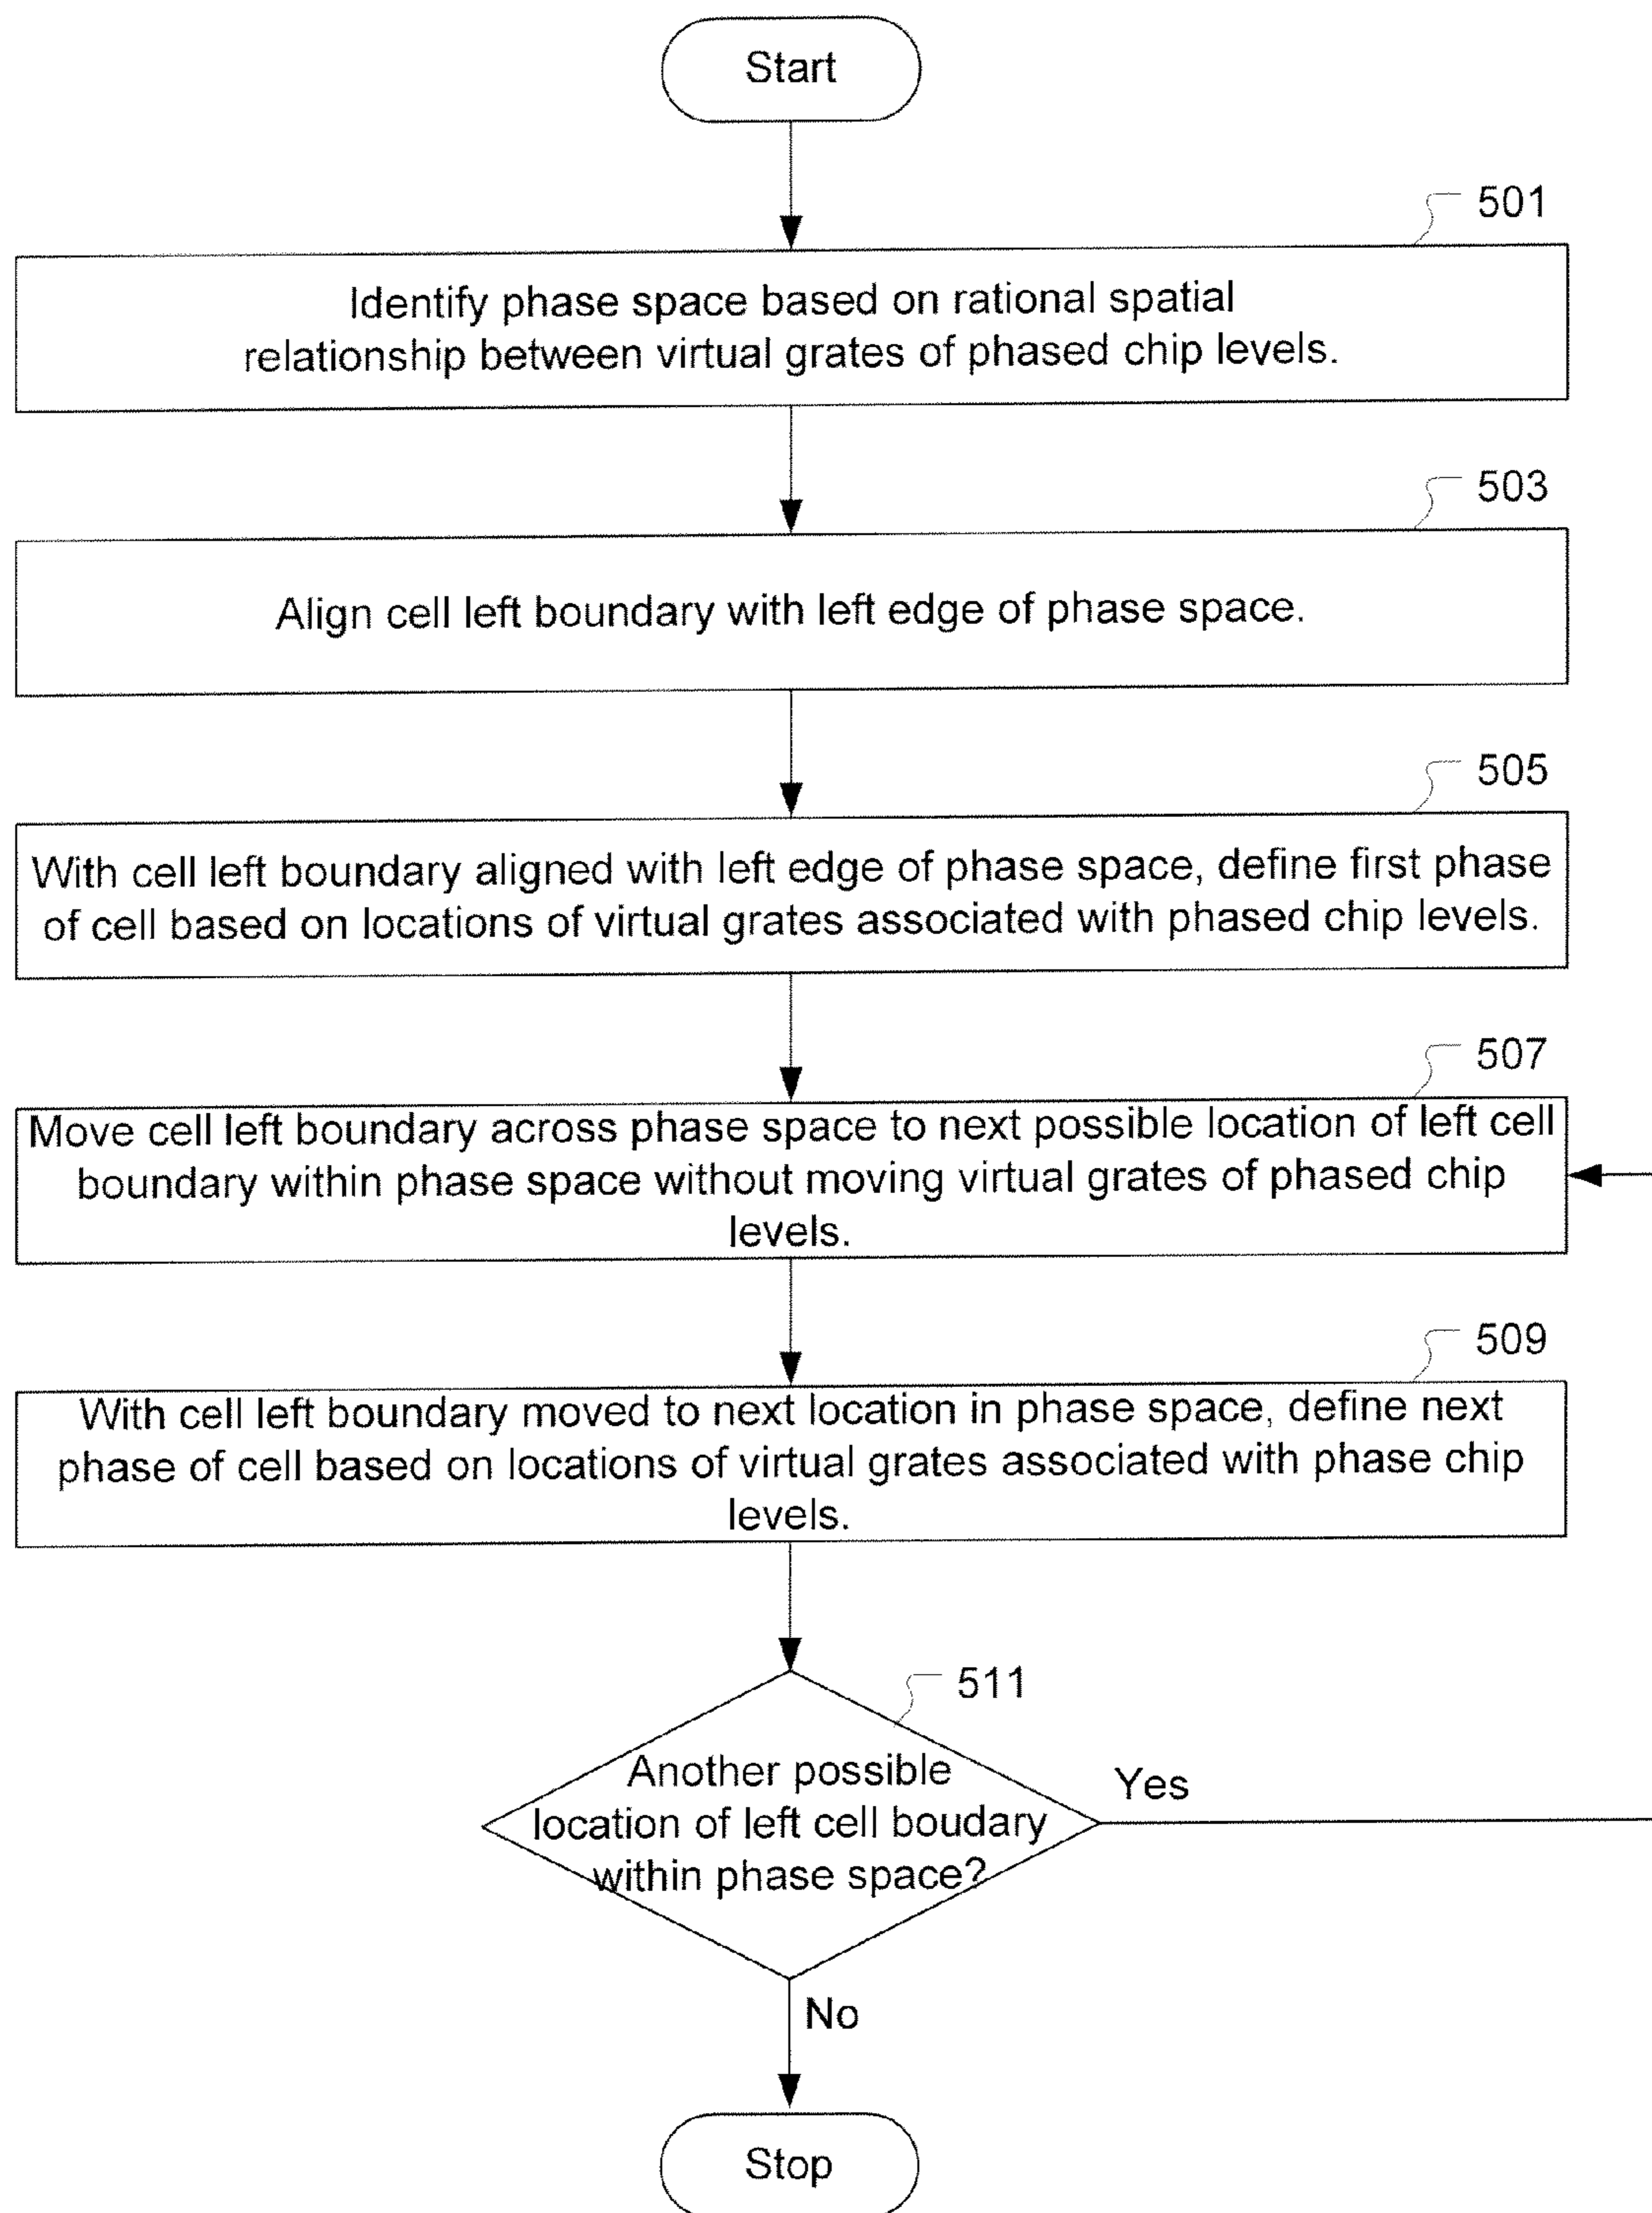 Start
501
Identify phase space based on rational spatial
relationship between virtual grates of phased chip levels.
503
Align cell left boundary with left edge of phase space.
505
With cell left boundary aligned with left edge of phase space, define first phase
of cell based on locations of virtual grates associated with phased chip levels.
507
Move cell left boundary across phase space to next possible location of left cell
boundary within phase space without moving virtual grates of phased chip
levels.
509
With cell left boundary moved to next location in phase space, define next
phase of cell based on locations of virtual grates associated with phase chip
levels.
511
Another possible
location of left cell boudary
within phase space?
Yes
No
Stop